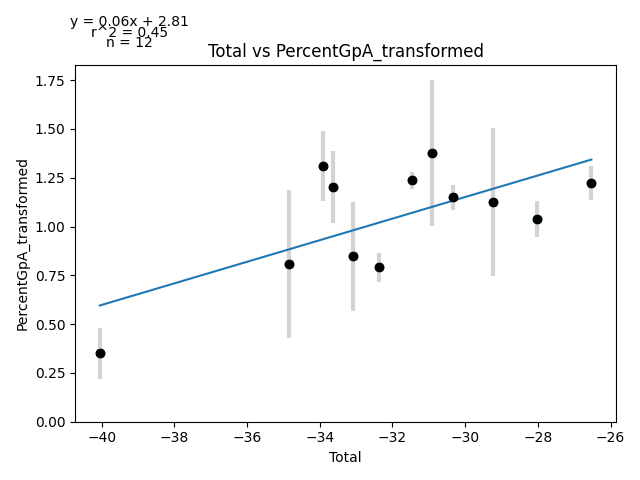 y = 0.06x + 2.81
r^2 = 0.45
n = 12
Total vs PercentGpA_transformed
PercentGpA_transformed
1.75
1.50
1.25
1.00
0.75
0.50
0.25
0.00
−40 −38 −36 −34 −32 −30 −28 −26
Total